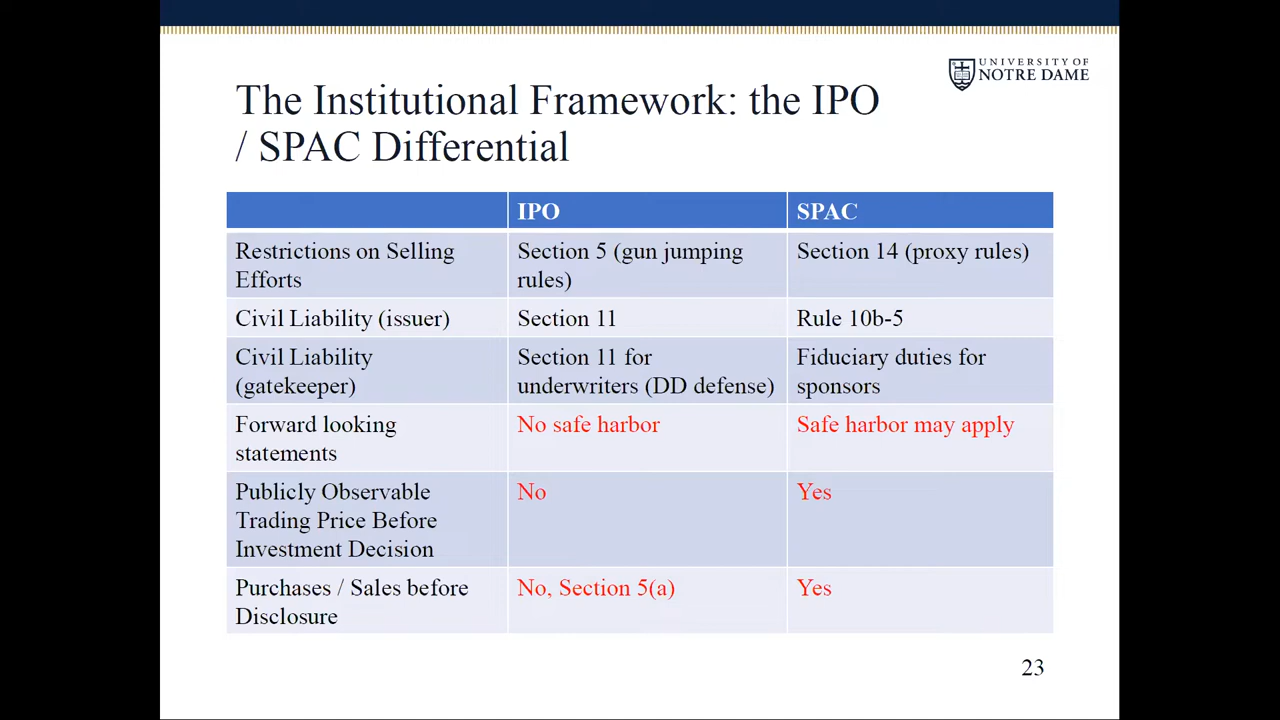 UNIVERSITY OF
NOTRE DAME
The Institutional Framework: the IPO
/ SPAC Differential
IPO
SPAC
Restrictions on Selling
Efforts
Section 5 (gun jumping
rules)
Section 14 (proxy rules)
Civil Liability (issuer)
Section 11
Rule 10b-5
Civil Liability
(gatekeeper)
Section 11 for
underwriters (DD defense)
Fiduciary duties for
sponsors
Forward looking
statements
No safe harbor
Safe harbor may apply
Publicly Observable
Trading Price Before
Investment Decision
No
Yes
Purchases / Sales before
Disclosure
No, Section 5(a)
Yes
23